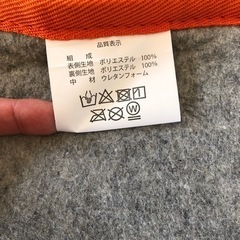 品質表示
組成
表側生地 ポリエステル 100%
裏側生地 ポリエステル 100%
中材 ウレタンフォーム